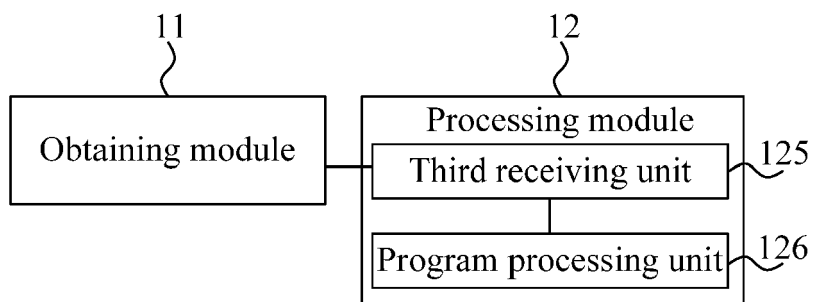 11
12
Obtaining module
Processing module
Third receiving unit
125
Program processing unit
126